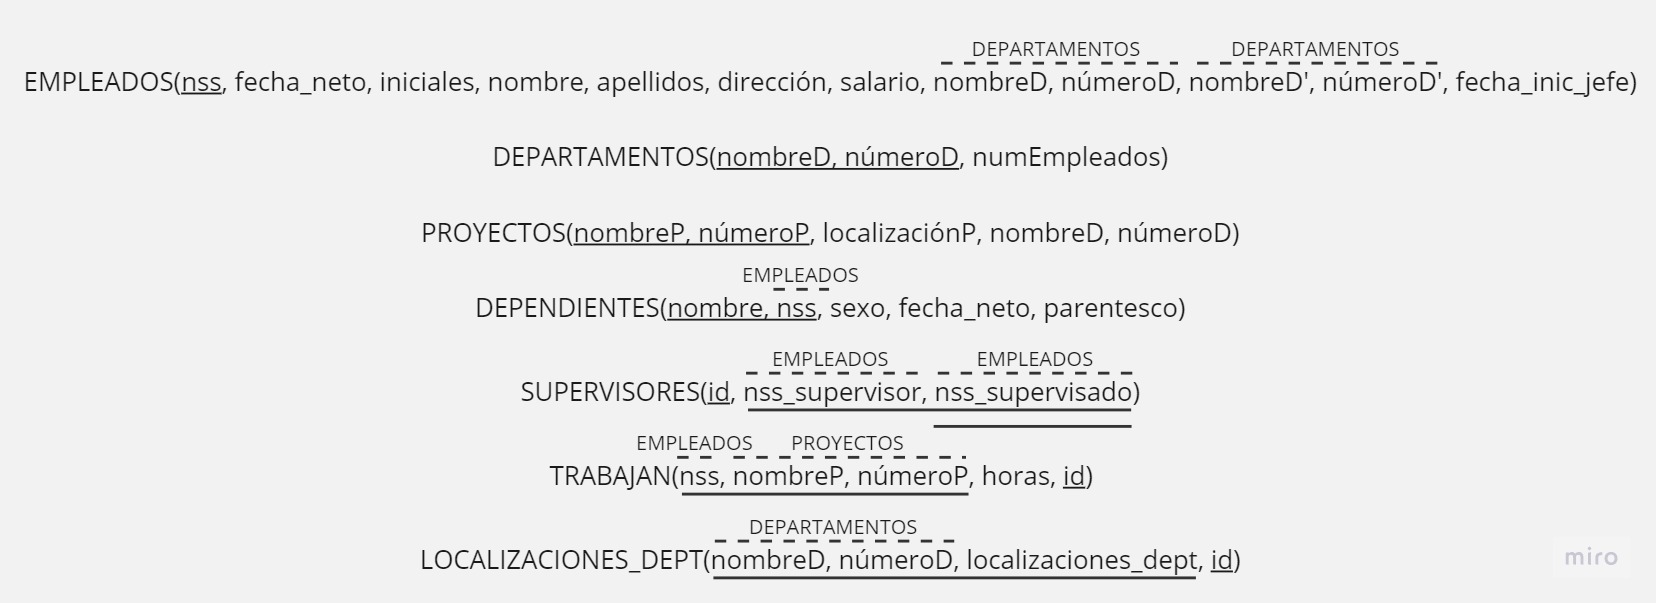 DEPARTAMENTOS DEPARTAMENTOS
EMPLEADOS(nss, fecha_neto, iniciales, nombre, apellidos, dirección, salario, nombreD, númeroD, nombreD', númeroD', fecha_inic_jefe)
DEPARTAMENTOS(nombreD, númeroD, numEmpleados)
PROYECTOS(nombreP, númeroP, localizaciónP, nombreD, númeroD)
EMPLEADOS
DEPENDIENTES(nombre, nss, sexo, fecha_neto, parentesco)
EMPLEADOS EMPLEADOS
SUPERVISORES(id, nss_supervisor, nss_supervisado)
EMPLEADOS PROYECTOS
TRABAJAN(nss, nombreP, númeroP, horas, id)
DEPARTAMENTOS
LOCALIZACIONES_DEPT(nombreD, númeroD, localizaciones_dept, id)
miro